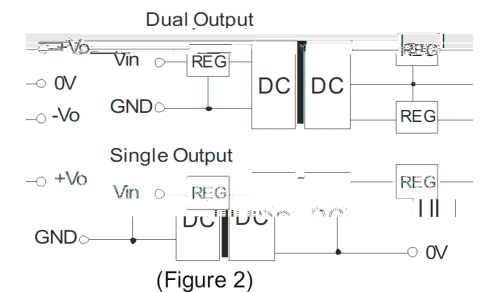 Dual Output
+Vo
Vin
REG
REG
0V
DC
DC
-Vo
GND
REG
Single Output
+Vo
Vin
REG
REG
DC
DC
GND
0V
(Figure 2)